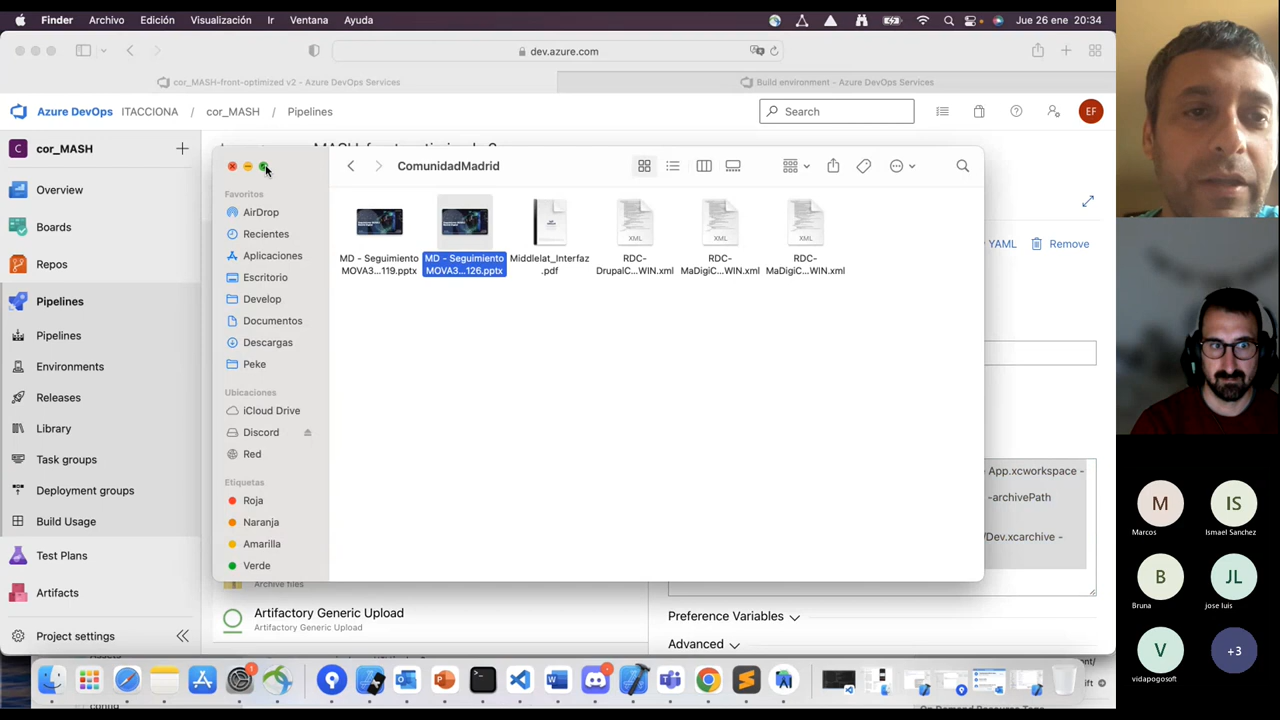 Finder Archivo Edición Visualización Ir Ventana Ayuda Jue 26 ene 20:34
dev.azure.com
cor_MASH-front-optimized v2 - Azure DevOps Services Build environment - Azure DevOps Services
Azure DevOps ITACCIONA / cor_MASH / Pipelines Search EF
C cor_MASH
Overview
Boards
Repos
Pipelines
Pipelines
Environments
Releases
Library
Task groups
Deployment groups
Build Usage
Test Plans
Artifacts
Project settings
ComunidadMadrid
Favoritos
AirDrop
Recientes
Aplicaciones
Escritorio
Develop
Documentos
Descargas
Peke
Ubicaciones
iCloud Drive
Discord
Red
Etiquetas
Roja
Naranja
Amarilla
Verde
MD - Seguimiento
MOVA3...119.pptx
MD - Seguimiento
MOVA3...126.pptx
Middlelat_Interfaz
.pdf
XML
RDC-
DrupalC...WIN.xml
XML
RDC-
MaDigiC...WIN.xml
XML
RDC-
MaDigiC...WIN.xml
YAML Remove
App.xcworkspace -
-archivePath
/Dev.xcarchive -
Archive files
Artifactory Generic Upload
Artifactory Generic Upload
Preference Variables
Advanced
M
Marcos
IS
Ismael Sanchez
B
Bruna
JL
jose luis
V
vidapogosoft
+3